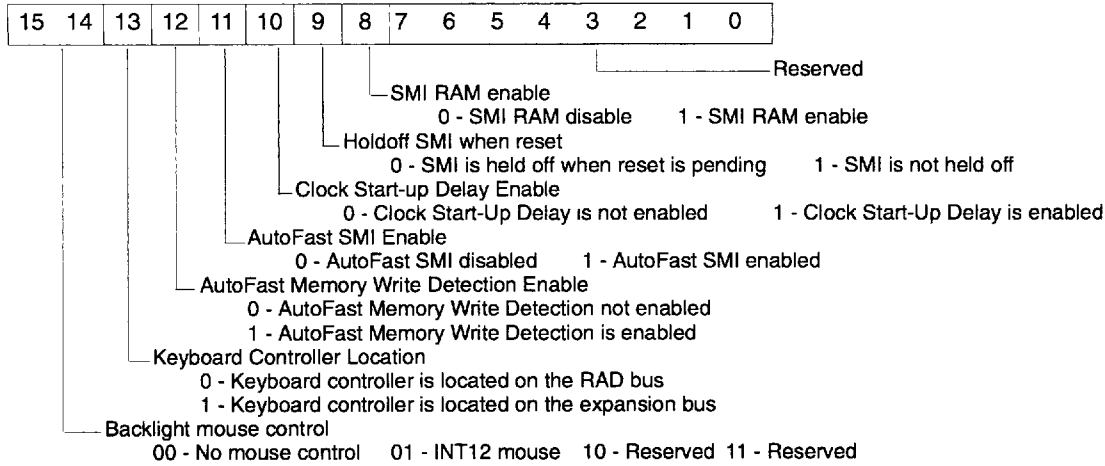 15 14 13 12 11 10 9 8 7 6 5 4 3 2 1 0
Reserved
SMI RAM enable
0 - SMI RAM disable 1 - SMI RAM enable
Holdoff SMI when reset
0 - SMI is held off when reset is pending 1 - SMI is not held off
Clock Start-up Delay Enable
0 - Clock Start-Up Delay is not enabled 1 - Clock Start-Up Delay is enabled
AutoFast SMI Enable
0 - AutoFast SMI disabled 1 - AutoFast SMI enabled
AutoFast Memory Write Detection Enable
0 - AutoFast Memory Write Detection not enabled
1 - AutoFast Memory Write Detection is enabled
Keyboard Controller Location
0 - Keyboard controller is located on the RAD bus
1 - Keyboard controller is located on the expansion bus
Backlight mouse control
00 - No mouse control 01 - INT12 mouse 10 - Reserved 11 - Reserved